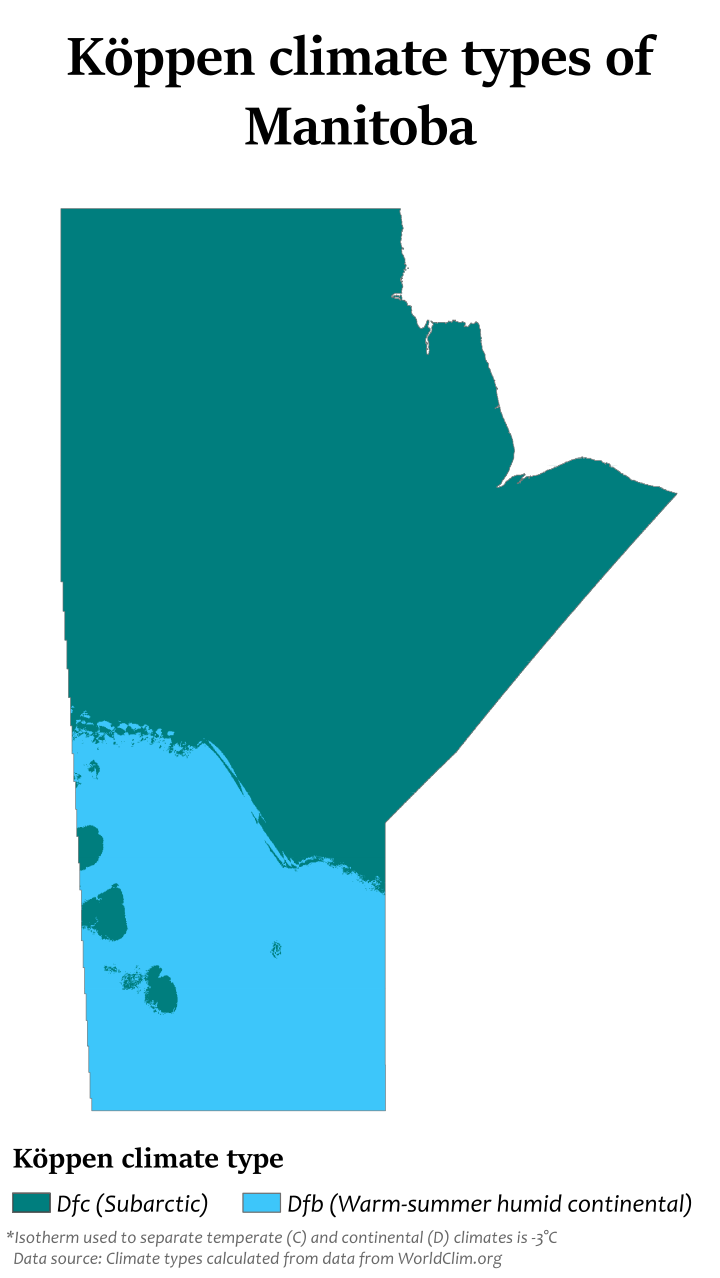 Köppen climate types of
Manitoba
Köppen climate type
Dfc (Subarctic) Dfb (Warm-summer humid continental)
*Isotherm used to separate temperate (C) and continental (D) climates is -3°C
Data source: Climate types calculated from data from WorldClim.org